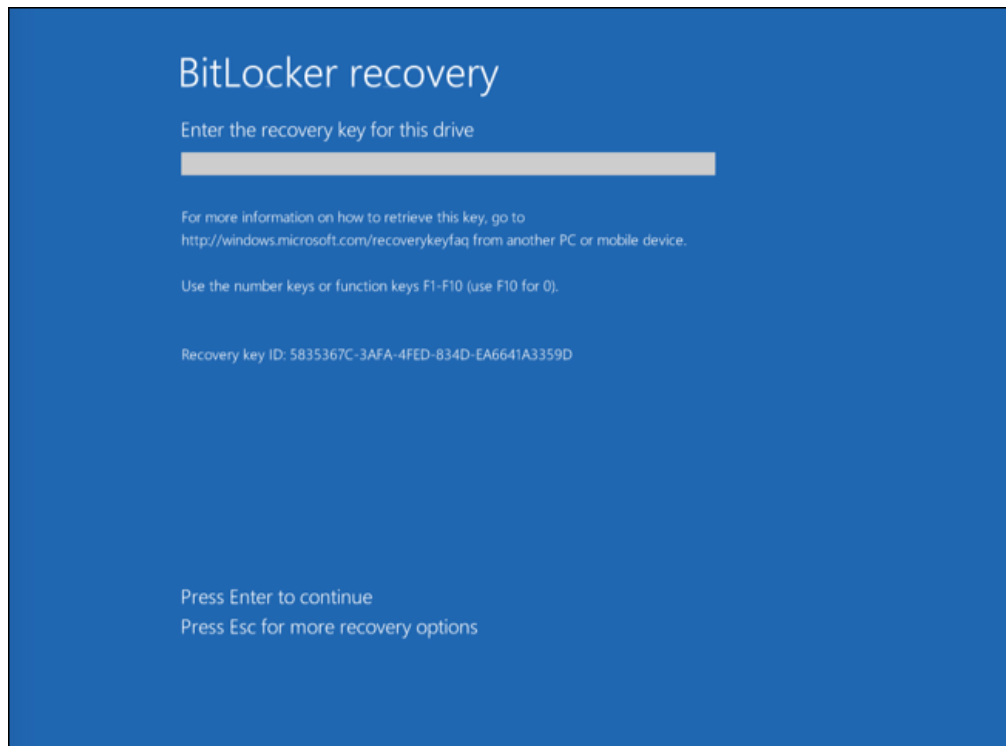 BitLocker recovery
Enter the recovery key for this drive
For more information on how to retrieve this key, go to
http://windows.microsoft.com/recoverykeyfaq from another PC or mobile device.
Use the number keys or function keys F1-F10 (use F10 for 0).
Recovery key ID: 5835367C-3AFA-4FED-834D-EA6641A3359D
Press Enter to continue
Press Esc for more recovery options